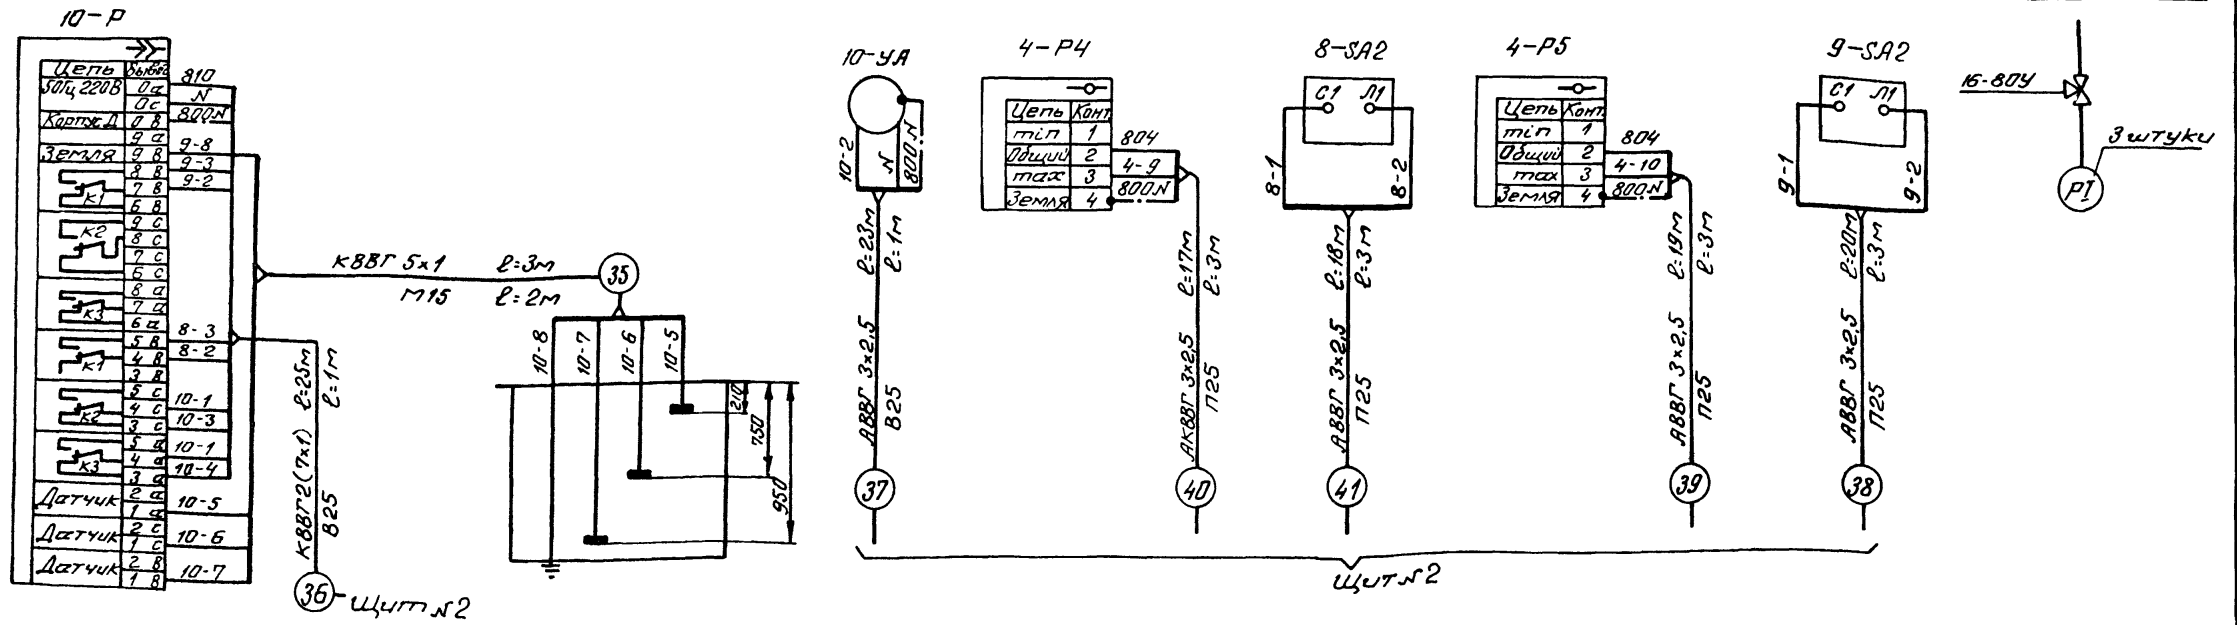 10-Р
Цепь Вывод
50Гц 220В 0а 810
0с N
Корпус Д 0 В 800N
9 а
Земля 9 В 9-8
8 В 9-3
К1 7 В 9-2
6 В
9 с
К2 8 с
7 с
6 с
8 а
К3 7 а
6 а
5 В 8-3
К1 4 В 8-2
3 В
5 с
К2 4 с 10-1
3 с 10-3
5 а
К3 4 а 10-1
3 а 10-4
Датчик 2 а
1 а 10-5
Датчик 2 с
1 с 10-6
Датчик 2 В
1 В 10-7
КВВГ 5х1 ℓ=3м
М15 ℓ=2м
35
КВВГ2(7х1) ℓ=25м
В25 ℓ=1м
36 Щит N2
10-8
10-7
10-6
10-5
210
750
950
10-УА
10-2
N
800N
ℓ=23м
ℓ=1м
АВВГ 3х2,5
В25
37
4-Р4
Цепь Конт.
min 1 804
Общий 2 4-9
max 3 800N
Земля 4
ℓ=17м
ℓ=3м
АКВВГ 3х2,5
П25
40
8-SA2
С1 Л1
8-1
8-2
ℓ=18м
ℓ=3м
АВВГ 3х2,5
П25
41
4-Р5
Цепь Конт.
min 1 804
Общий 2 4-10
max 3 800N
Земля 4
ℓ=19м
ℓ=3м
АВВГ 3х2,5
П25
39
9-SA2
С1 Л1
9-1
9-2
ℓ=20м
ℓ=3м
АВВГ 3х2,5
П25
38
Щит N2
16-80У
3 штуки
PI